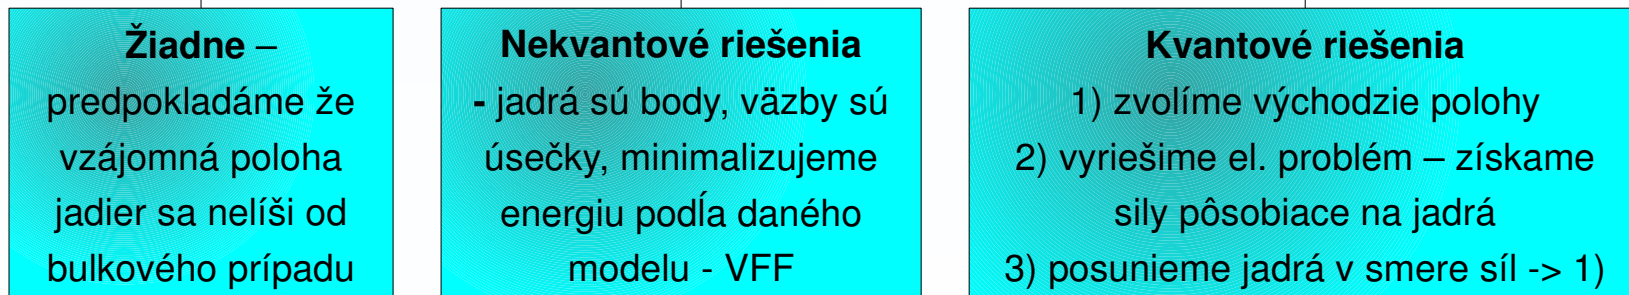 Žiadne –
predpokladáme že
vzájomná poloha
jadier sa nelíši od
bulkového prípadu
Nekvantové riešenia
- jadrá sú body, väzby sú
úsečky, minimalizujeme
energiu podĺa daného
modelu - VFF
Kvantové riešenia
1) zvolíme východzie polohy
2) vyriešime el. problém – získame
sily pôsobiace na jadrá
3) posunieme jadrá v smere síl -> 1)